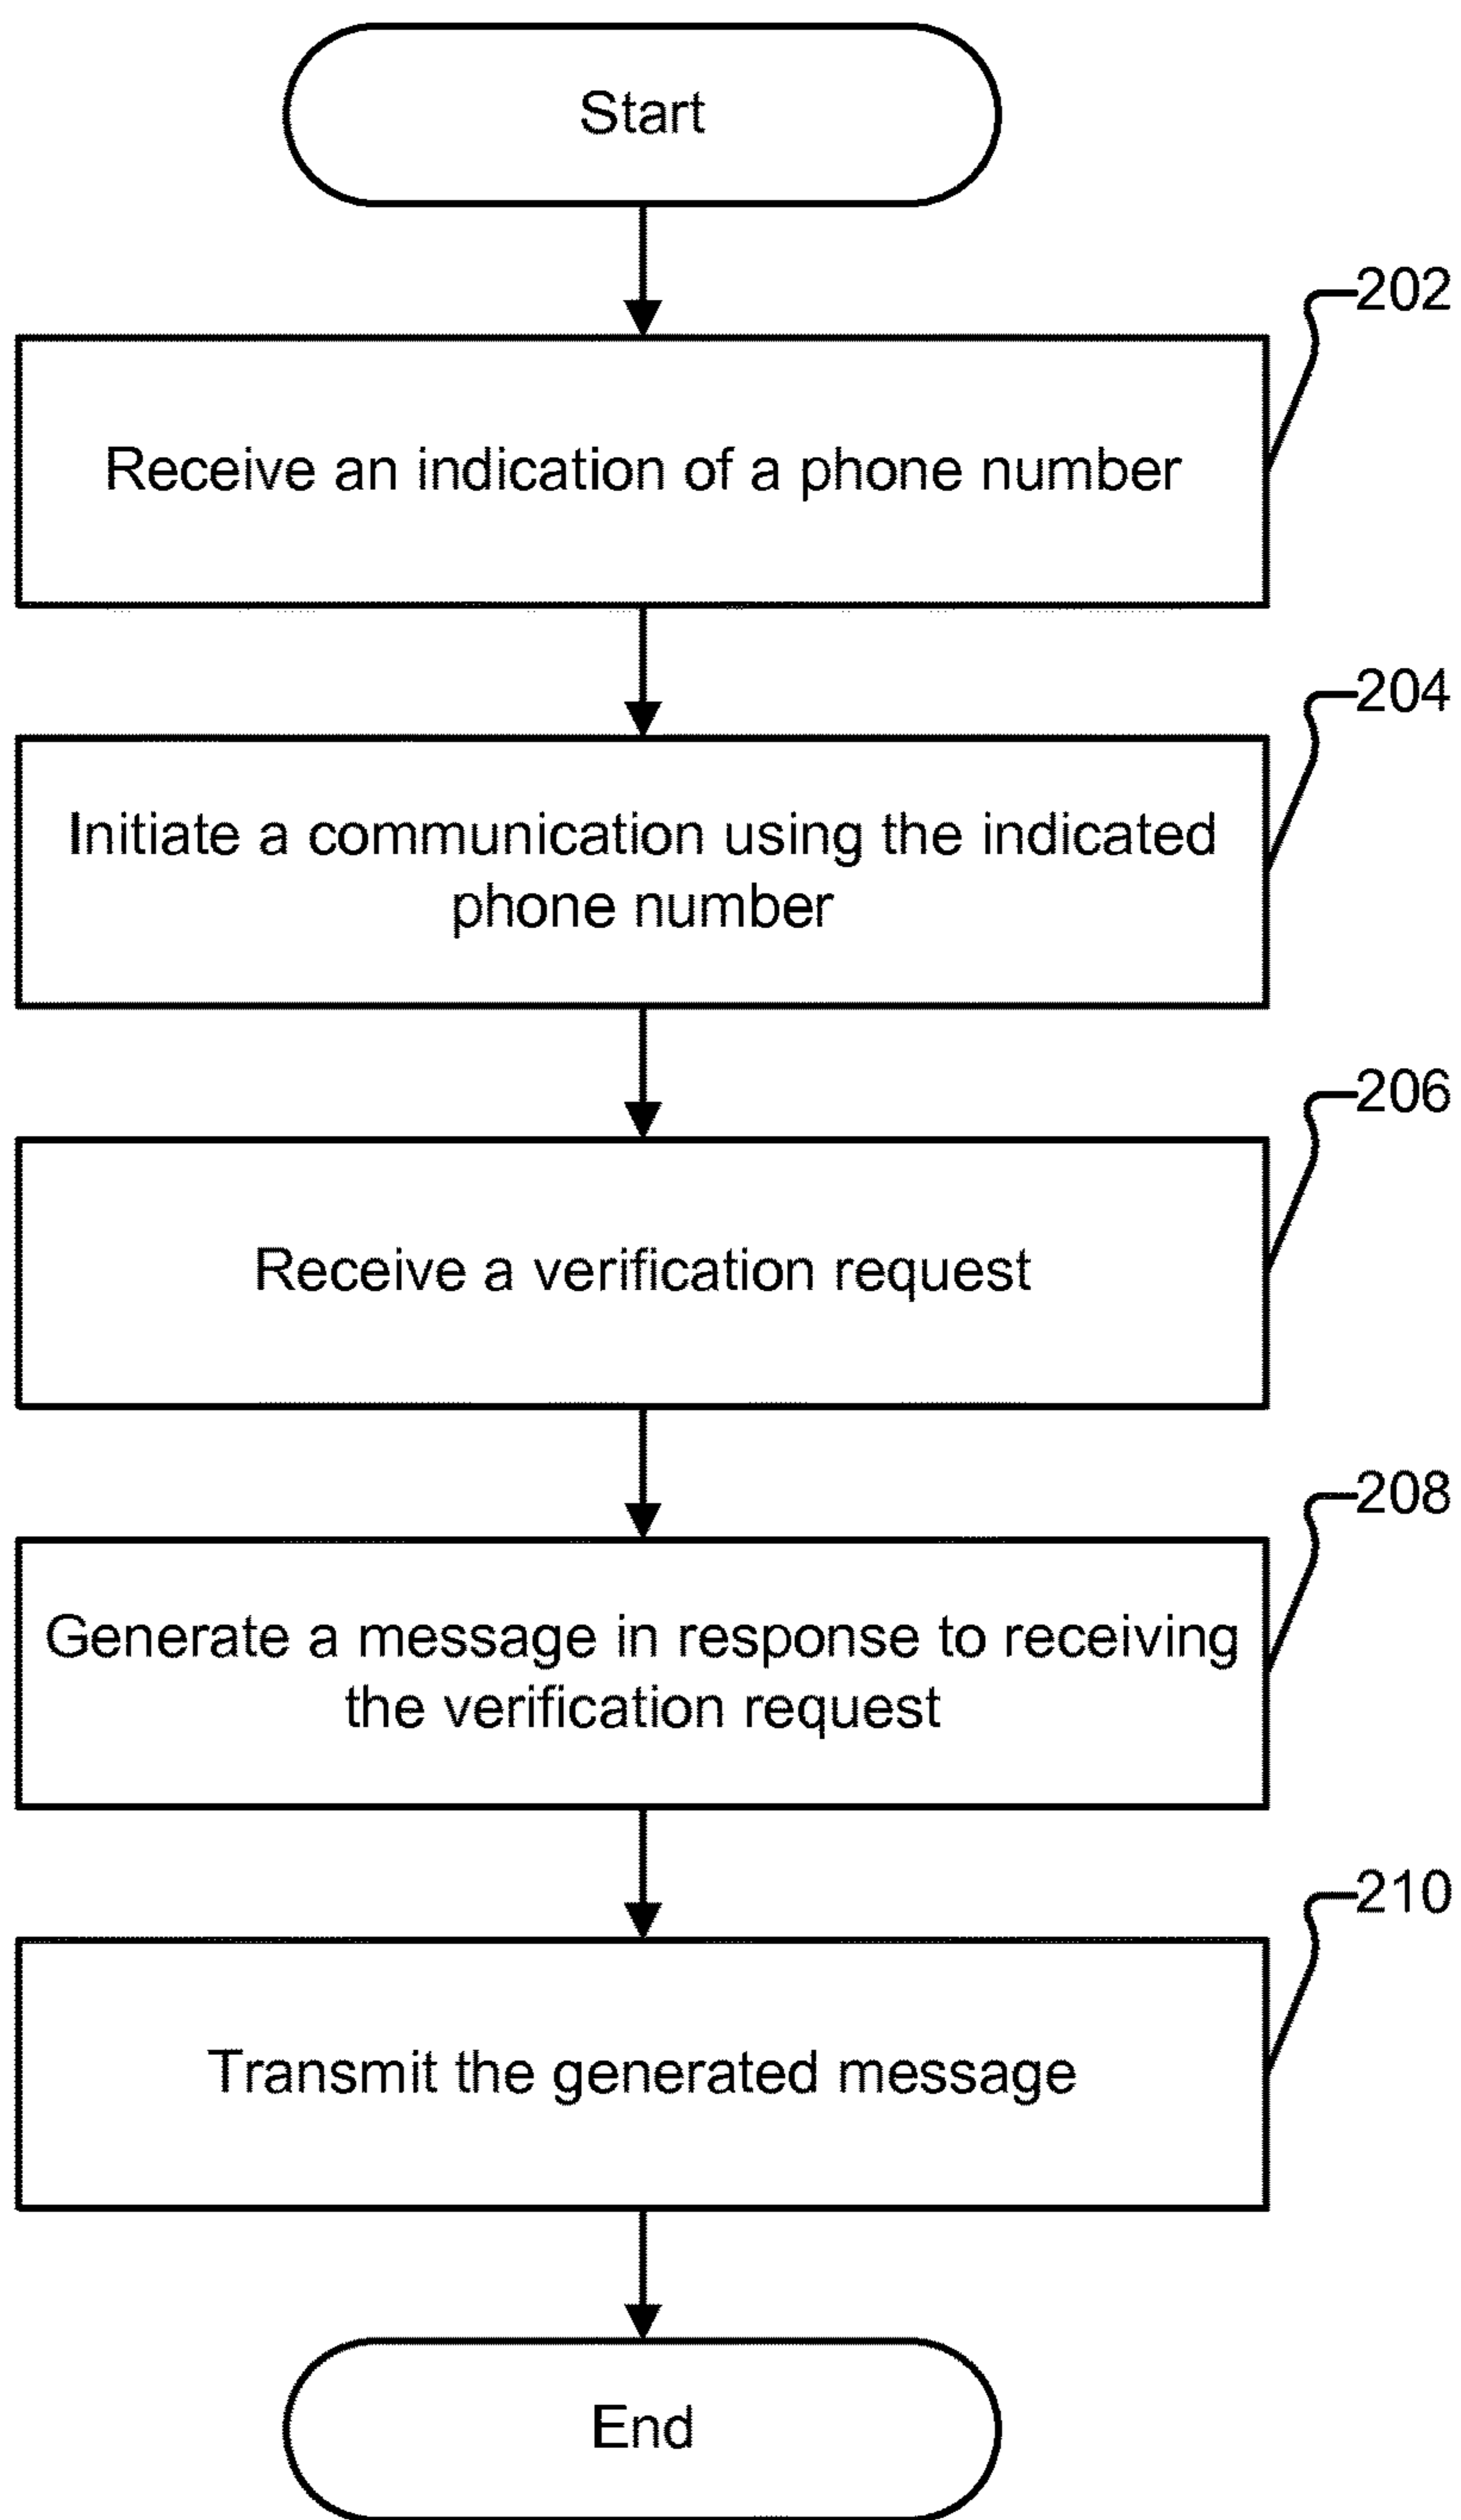 Start
202
Receive an indication of a phone number
204
Initiate a communication using the indicated
phone number
206
Receive a verification request
208
Generate a message in response to receiving
the verification request
210
Transmit the generated message
End